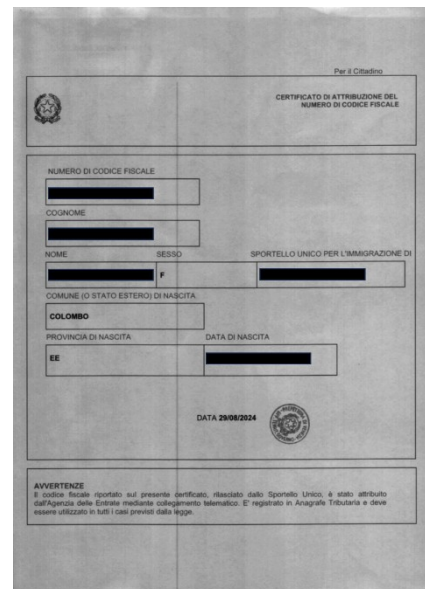 Per il Cittadino
CERTIFICATO DI ATTRIBUZIONE DEL
NUMERO DI CODICE FISCALE
NUMERO DI CODICE FISCALE
COGNOME
NOME SESSO SPORTELLO UNICO PER L'IMMIGRAZIONE DI
F
COMUNE (O STATO ESTERO) DI NASCITA
COLOMBO
PROVINCIA DI NASCITA DATA DI NASCITA
EE
DATA 29/08/2024
AVVERTENZE
Il codice fiscale riportato sul presente certificato, rilasciato dallo Sportello Unico, è stato attribuito
dall'Agenzia delle Entrate mediante collegamento telematico. E' registrato in Anagrafe Tributaria e deve
essere utilizzato in tutti i casi previsti dalla legge.